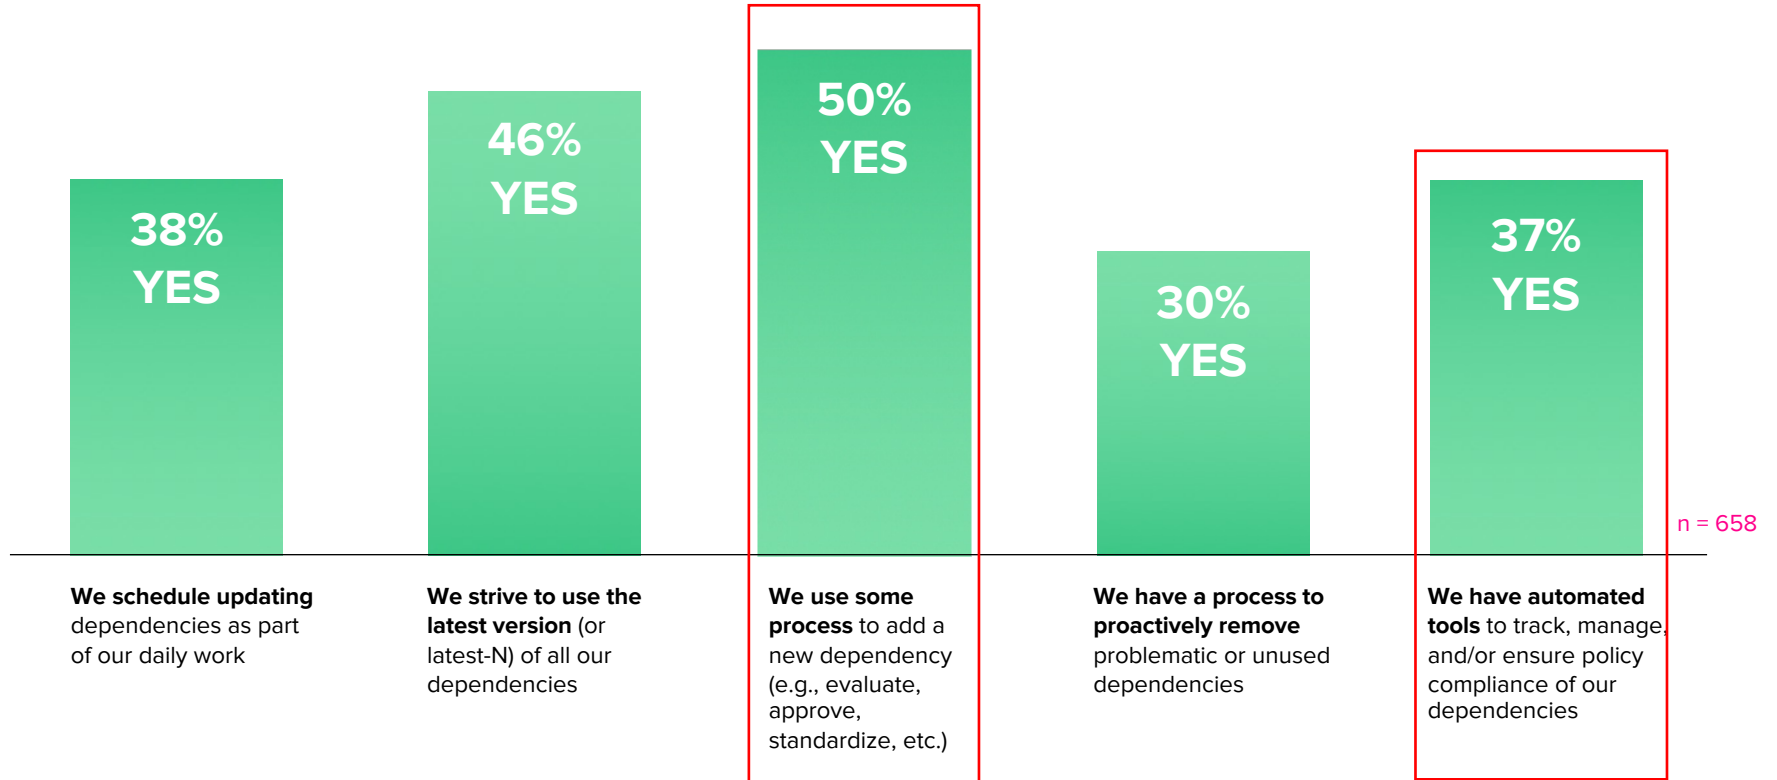 38%
YES
46%
YES
50%
YES
30%
YES
37%
YES
n = 658
We schedule updating
dependencies as part
of our daily work
We strive to use the
latest version (or
latest-N) of all our
dependencies
We use some
process to add a
new dependency
(e.g., evaluate,
approve,
standardize, etc.)
We have a process to
proactively remove
problematic or unused
dependencies
We have automated
tools to track, manage,
and/or ensure policy
compliance of our
dependencies